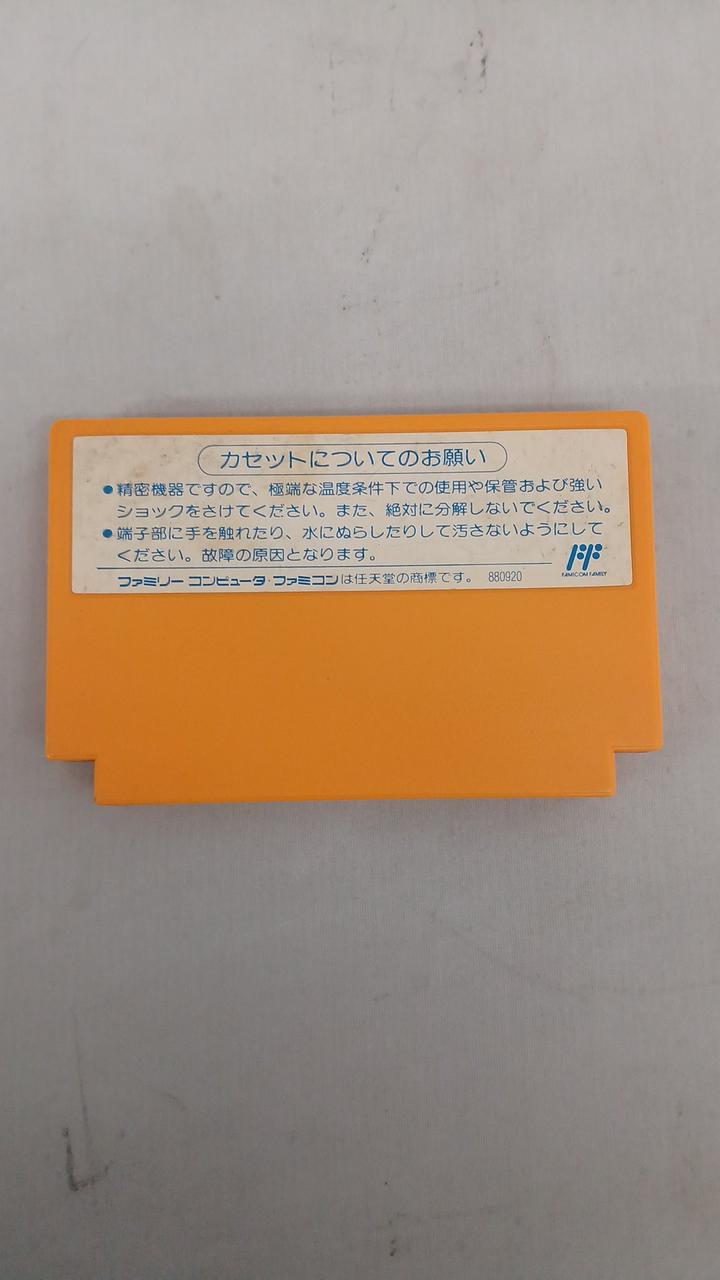 カセットについてのお願い
●精密機器ですので、極端な温度条件下での使用や保管および強い
ショックをさけてください。また、絶対に分解しないでください。
●端子部に手を触れたり、水にぬらしたりして汚さないようにして
ください。故障の原因となります。
ファミリー コンピュータ・ファミコンは任天堂の商標です。 880920
FAMICOM FAMILY